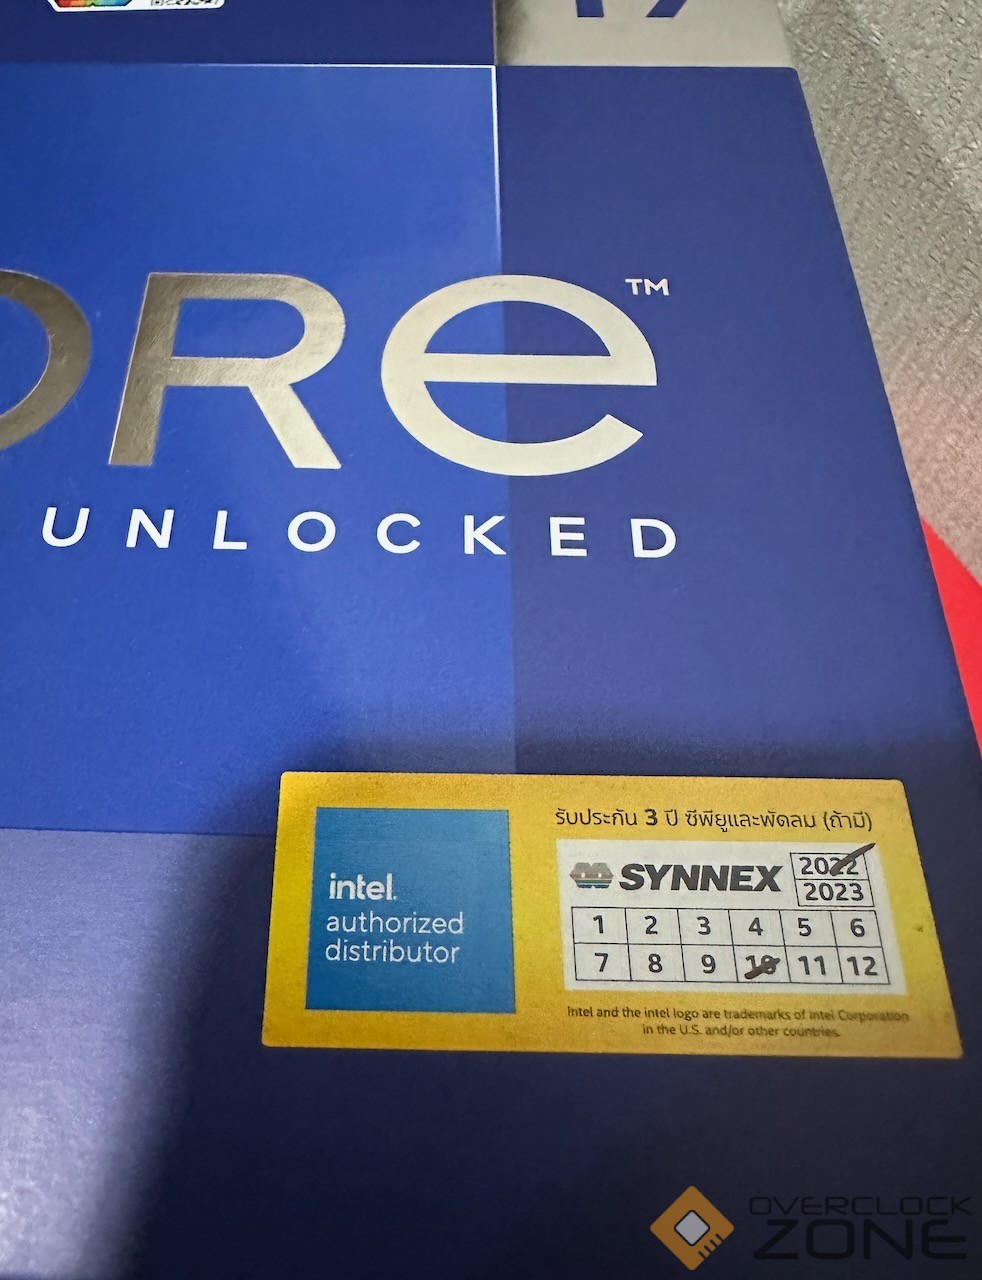 ORE™
UNLOCKED
รับประกัน 3 ปี ซีพียูและพัดลม (ถ้ามี)
intel.
authorized
distributor
SYNNEX
2022
2023
1 2 3 4 5 6
7 8 9 10 11 12
Intel and the intel logo are trademarks of Intel Corporation
in the U.S. and/or other countries.
OVERCLOCK
ZONE